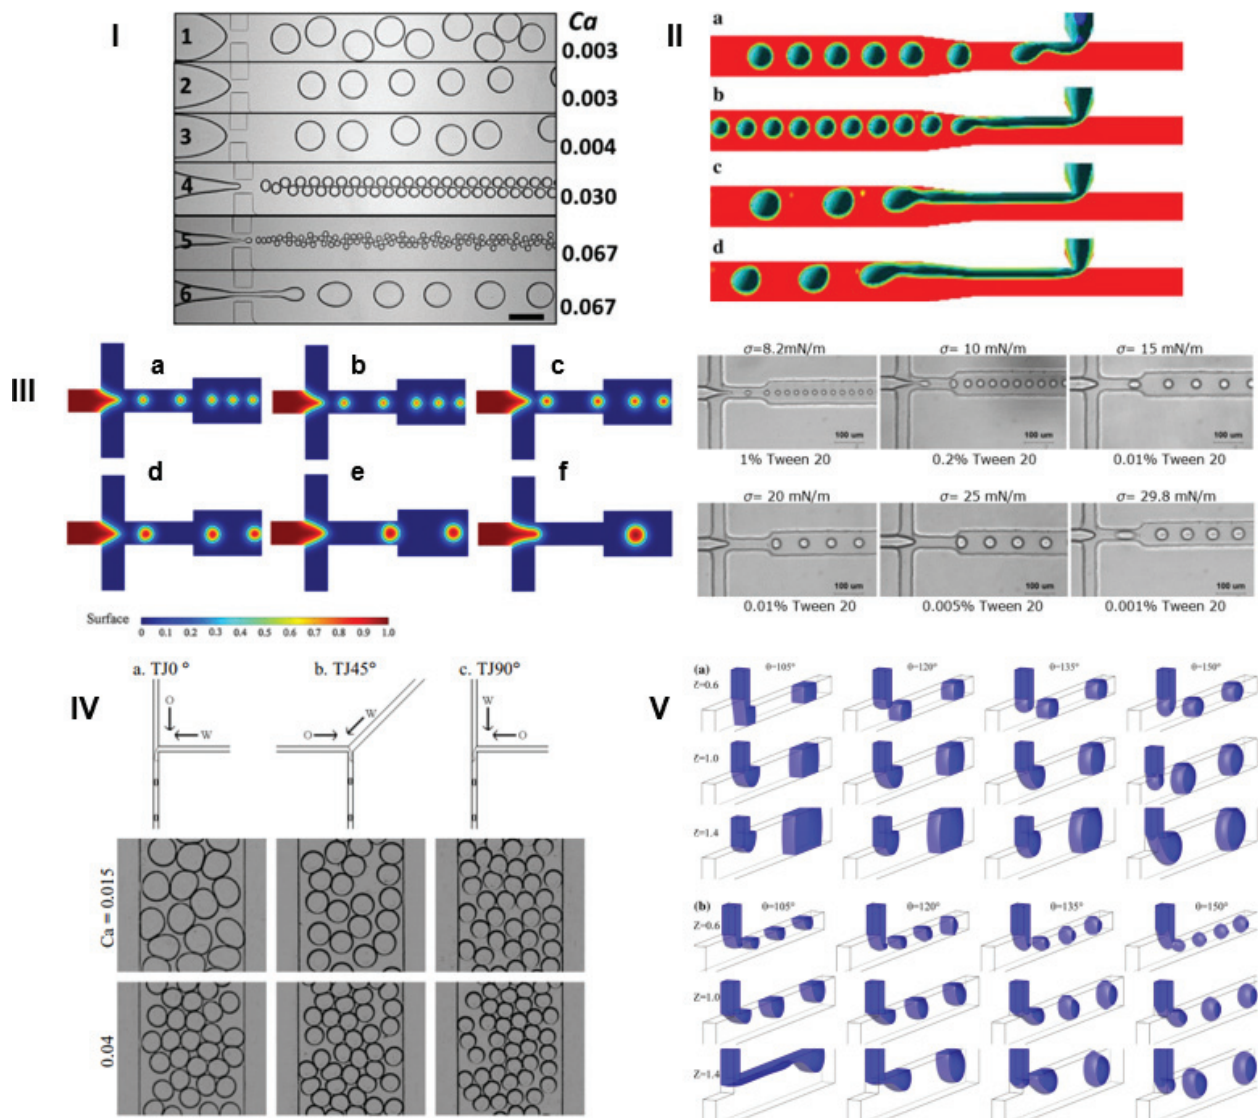 I
Ca
1
0.003
2
0.003
3
0.004
4
0.030
5
0.067
6
0.067
II
a
b
c
d
III
a
b
c
d
e
f
Surface
0 0.1 0.2 0.3 0.4 0.5 0.6 0.7 0.8 0.9 1.0
σ=8.2mN/m
σ= 10 mN/m
σ= 15 mN/m
100 um
100 um
100 um
1% Tween 20
0.2% Tween 20
0.01% Tween 20
σ= 20 mN/m
σ= 25 mN/m
σ= 29.8 mN/m
100 um
100 um
100 um
0.01% Tween 20
0.005% Tween 20
0.001% Tween 20
IV
a. TJ0 °
b. TJ45°
c. TJ90°
O
W
O
W
W
O
Ca = 0.015
0.04
V
(a)
θ=105°
θ=120°
θ=135°
θ=150°
=0.6
=1.0
=1.4
(b)
θ=105°
θ=120°
θ=135°
θ=150°
=0.6
=1.0
=1.4